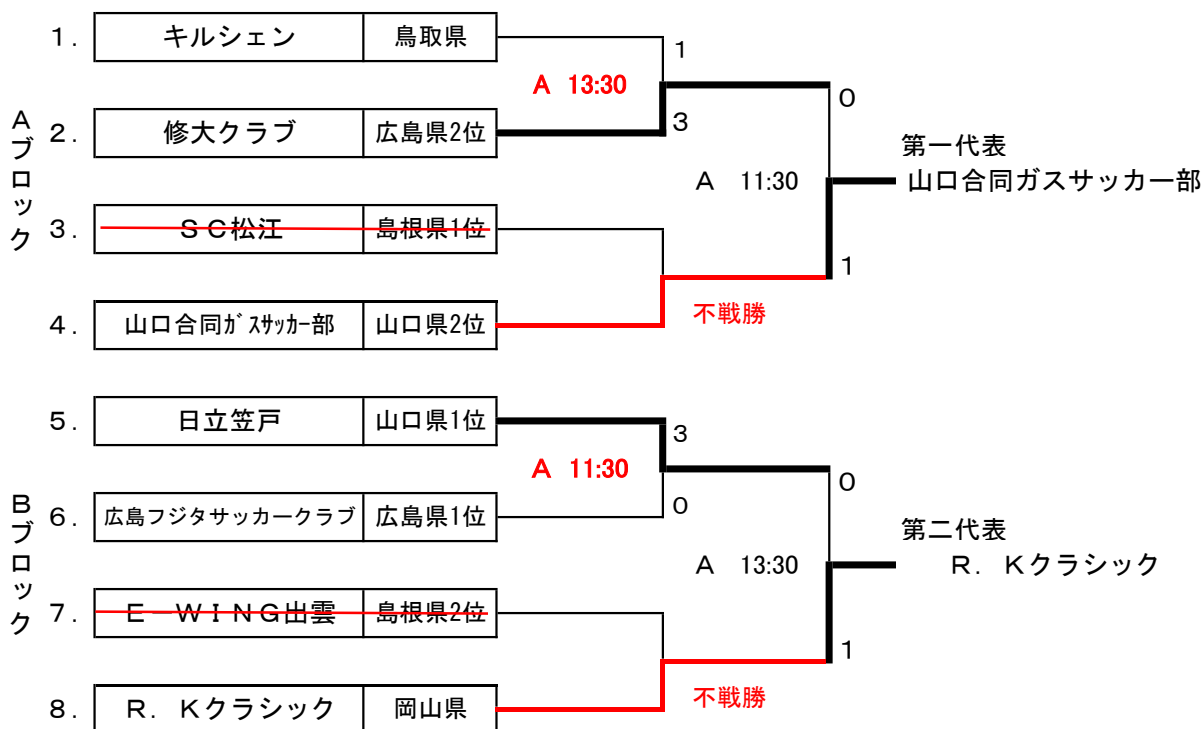 Aブロック
1. キルシェン 鳥取県
1
A 13:30
0
2. 修大クラブ 広島県2位
3
第一代表
A 11:30
山口合同ガスサッカー部
3. SC松江 島根県1位
1
4. 山口合同ガスサッカー部 山口県2位
不戦勝
Bブロック
5. 日立笠戸 山口県1位
3
A 11:30
0
6. 広島フジタサッカークラブ 広島県1位
0
第二代表
A 13:30
R. Kクラシック
7. E-WING出雲 島根県2位
1
8. R. Kクラシック 岡山県
不戦勝